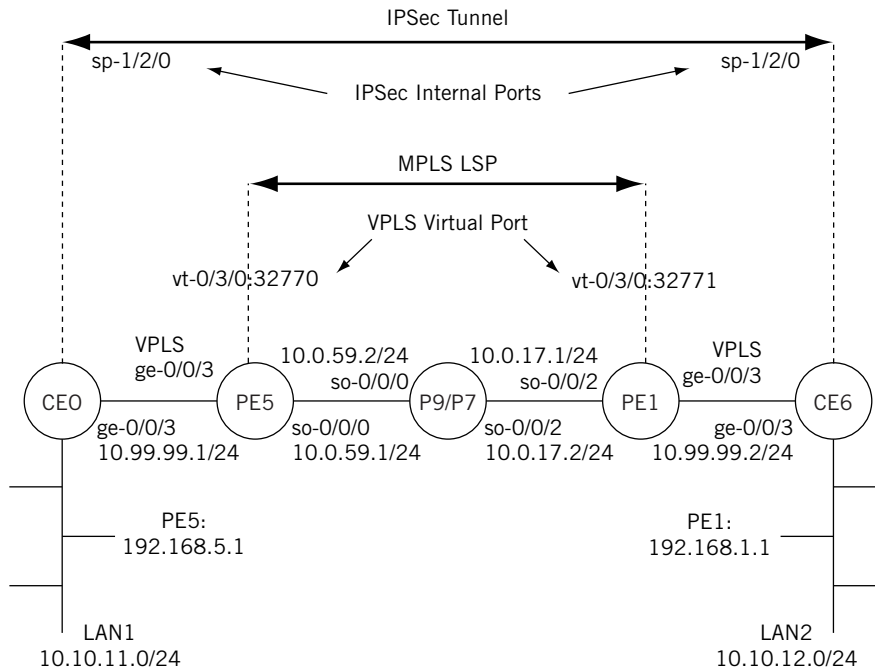 IPSec Tunnel
sp-1/2/0
sp-1/2/0
IPSec Internal Ports
MPLS LSP
VPLS Virtual Port
vt-0/3/0:32770
vt-0/3/0:32771
VPLS
ge-0/0/3
10.0.59.2/24
so-0/0/0
10.0.17.1/24
so-0/0/2
VPLS
ge-0/0/3
CE0
PE5
P9/P7
PE1
CE6
ge-0/0/3
10.99.99.1/24
so-0/0/0
10.0.59.1/24
so-0/0/2
10.0.17.2/24
ge-0/0/3
10.99.99.2/24
PE5:
192.168.5.1
PE1:
192.168.1.1
LAN1
10.10.11.0/24
LAN2
10.10.12.0/24